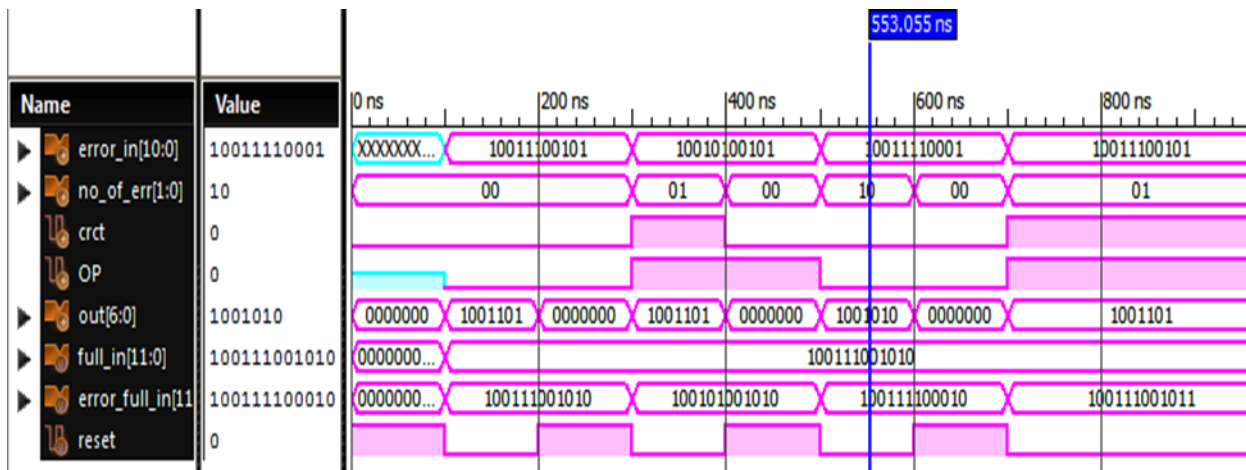 553.055 ns
Name Value 0 ns 200 ns 400 ns 600 ns 800 ns
error_in[10:0] 10011110001 XXXXXXX... 10011100101 10010100101 10011110001 10011100101
no_of_err[1:0] 10 00 01 00 10 00 01
crct 0
OP 0
out[6:0] 1001010 0000000 1001101 0000000 1001101 0000000 1001010 0000000 1001101
full_in[11:0] 100111001010 0000000... 100111001010
error_full_in[11 100111100010 0000000... 100111001010 100101001010 100111100010 100111001011
reset 0